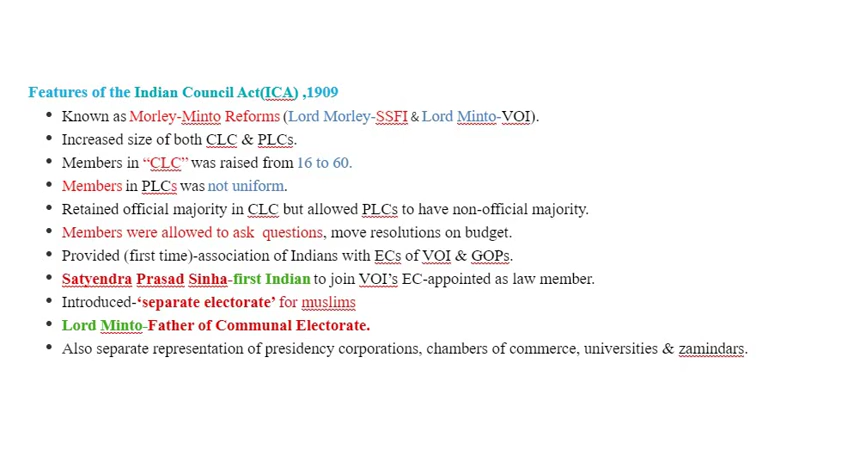 Features of the Indian Council Act(ICA) ,1909
• Known as Morley-Minto Reforms (Lord Morley-SSFI & Lord Minto-VOI).
• Increased size of both CLC & PLCs.
• Members in “CLC” was raised from 16 to 60.
• Members in PLCs was not uniform.
• Retained official majority in CLC but allowed PLCs to have non-official majority.
• Members were allowed to ask questions, move resolutions on budget.
• Provided (first time)-association of Indians with ECs of VOI & GOPs.
• Satyendra Prasad Sinha-first Indian to join VOI’s EC-appointed as law member.
• Introduced-‘separate electorate’ for muslims
• Lord Minto-Father of Communal Electorate.
• Also separate representation of presidency corporations, chambers of commerce, universities & zamindars.